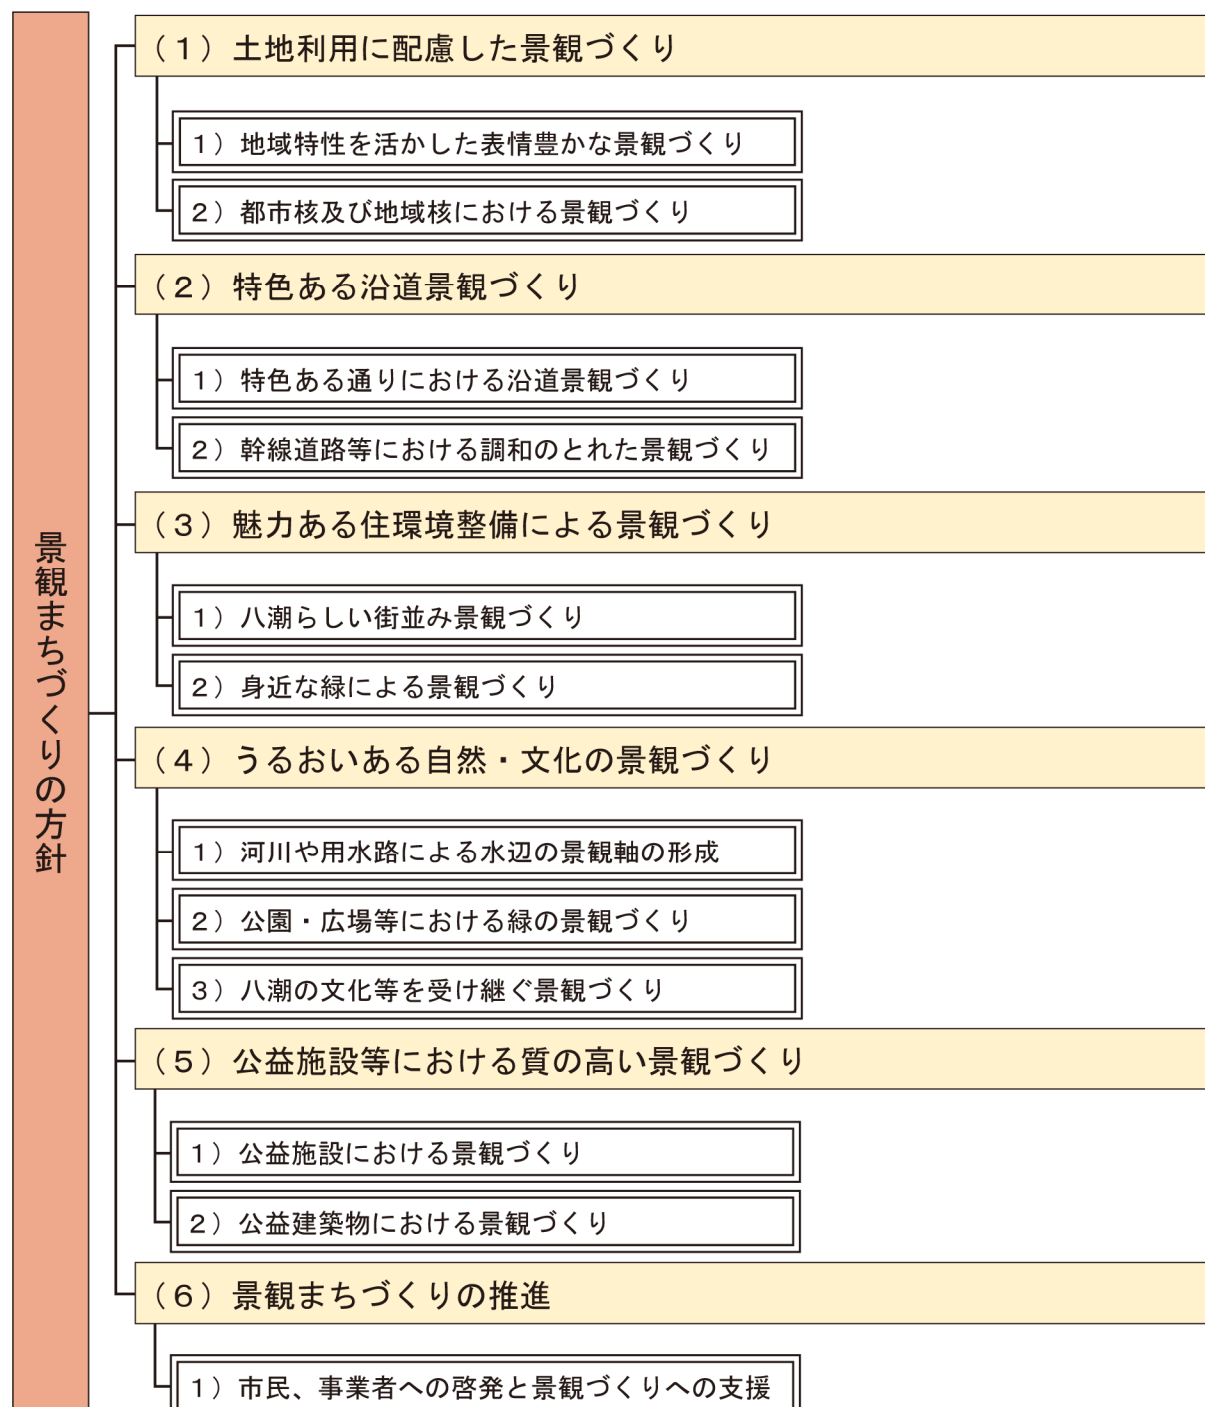 景観まちづくりの方針
（１）土地利用に配慮した景観づくり
１）地域特性を活かした表情豊かな景観づくり
２）都市核及び地域核における景観づくり
（２）特色ある沿道景観づくり
１）特色ある通りにおける沿道景観づくり
２）幹線道路等における調和のとれた景観づくり
（３）魅力ある住環境整備による景観づくり
１）八潮らしい街並み景観づくり
２）身近な緑による景観づくり
（４）うるおいある自然・文化の景観づくり
１）河川や用水路による水辺の景観軸の形成
２）公園・広場等における緑の景観づくり
３）八潮の文化等を受け継ぐ景観づくり
（５）公益施設等における質の高い景観づくり
１）公益施設における景観づくり
２）公益建築物における景観づくり
（６）景観まちづくりの推進
１）市民、事業者への啓発と景観づくりへの支援